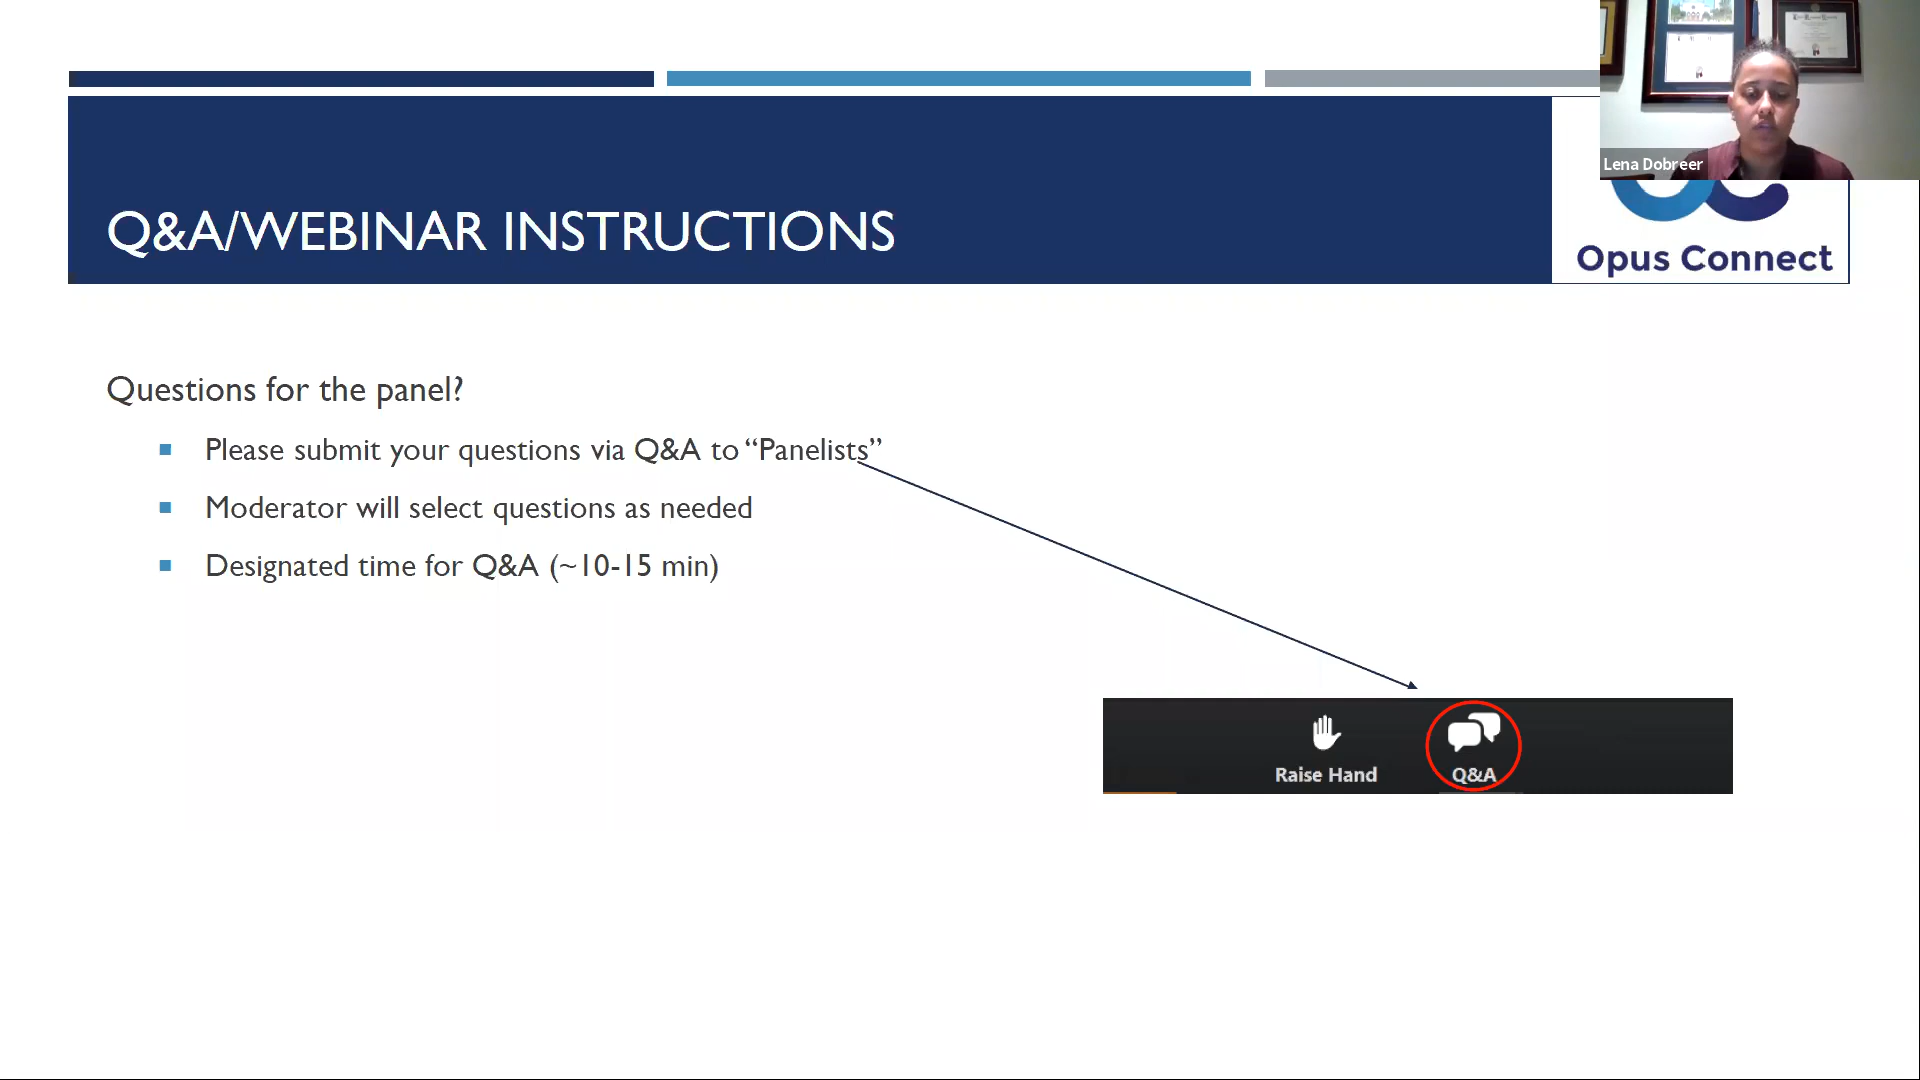 Lena Dobreer
Q&A/WEBINAR INSTRUCTIONS
Opus Connect
Questions for the panel?
Please submit your questions via Q&A to “Panelists”
Moderator will select questions as needed
Designated time for Q&A (~10-15 min)
Raise Hand
Q&A